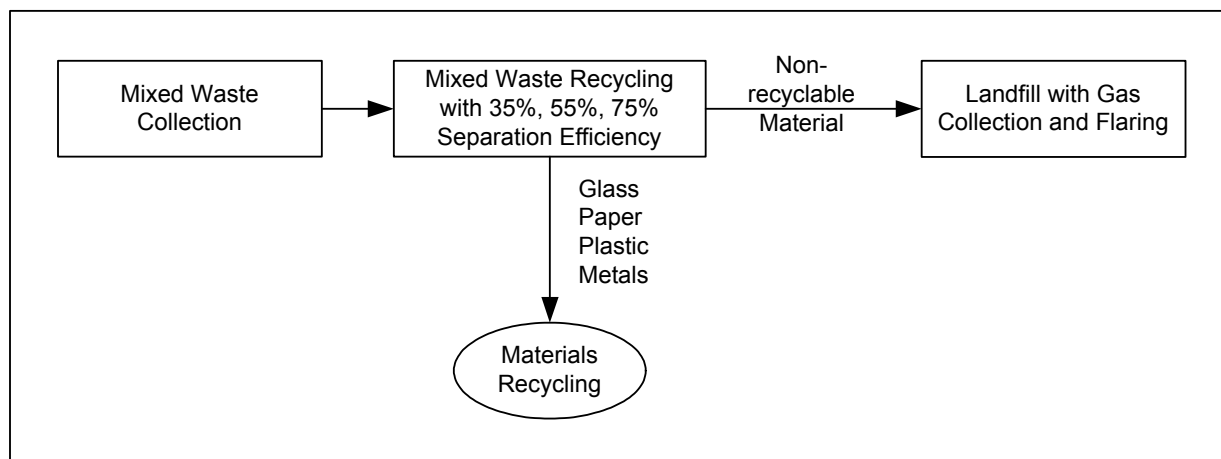 Mixed Waste
Collection
Mixed Waste Recycling
with 35%, 55%, 75%
Separation Efficiency
Non-
recyclable
Material
Landfill with Gas
Collection and Flaring
Glass
Paper
Plastic
Metals
Materials
Recycling